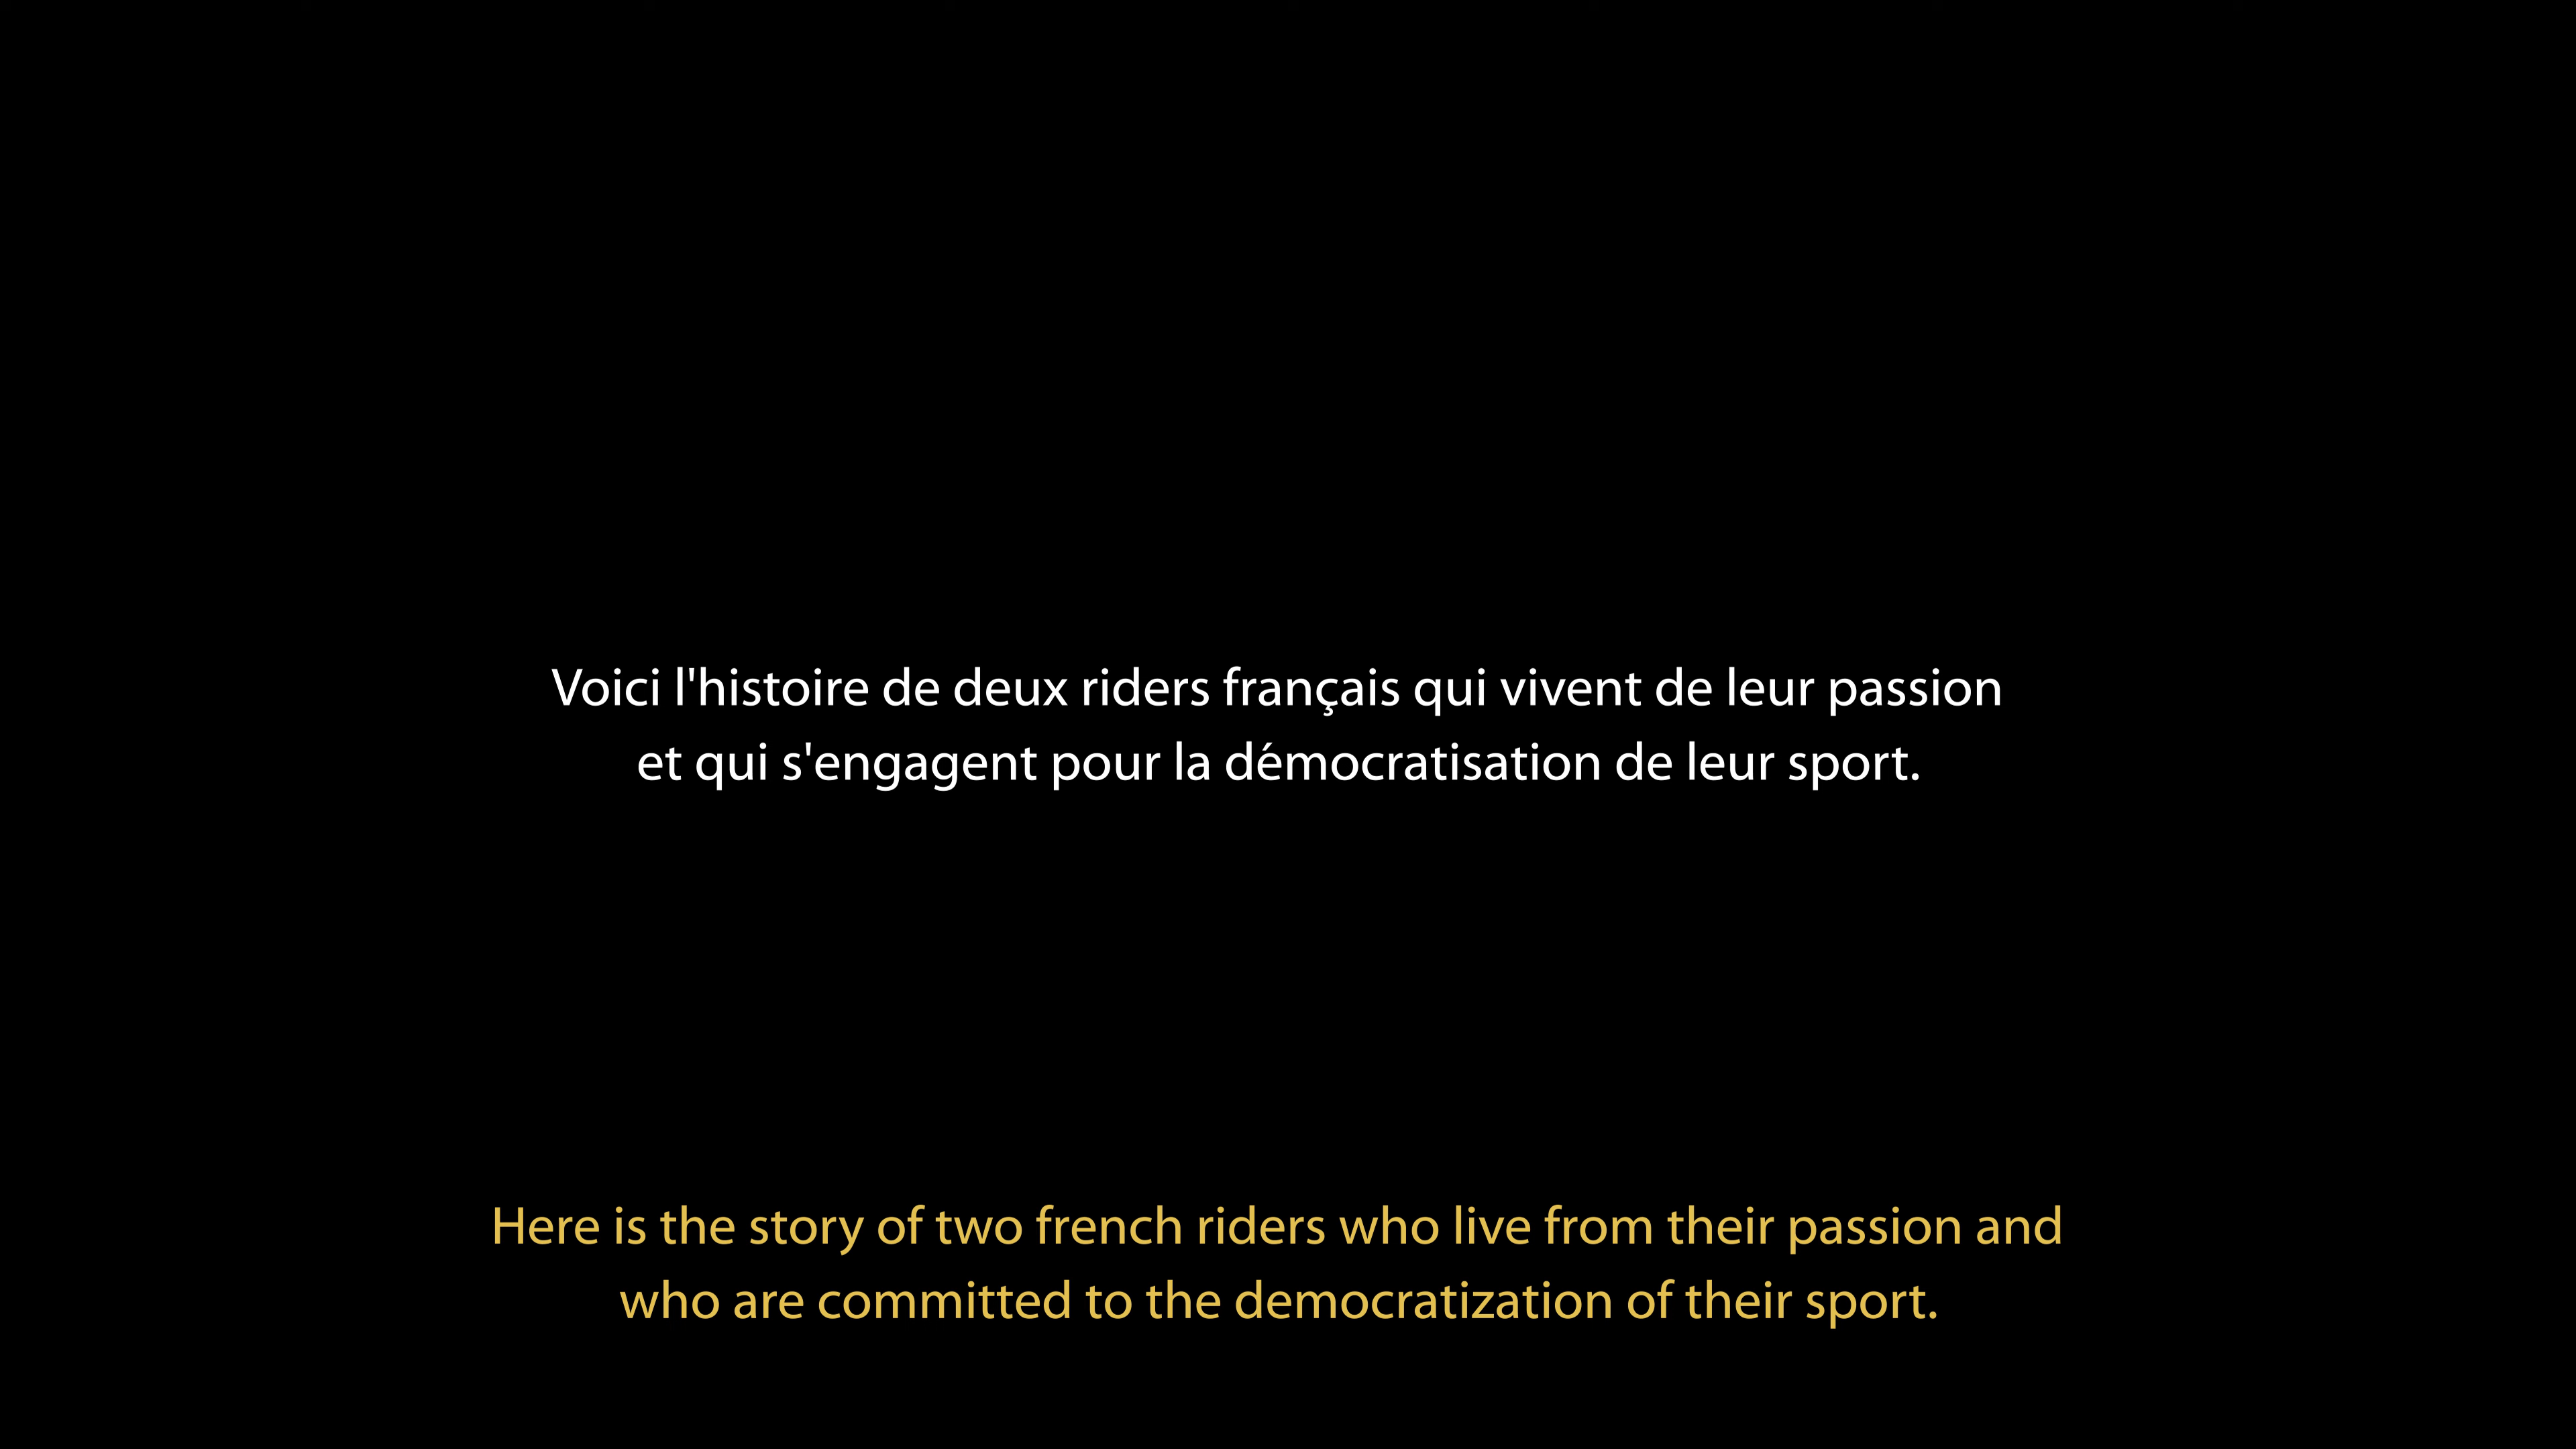 Voici l'histoire de deux riders français qui vivent de leur passion
et qui s'engagent pour la démocratisation de leur sport.
Here is the story of two french riders who live from their passion and
who are committed to the democratization of their sport.